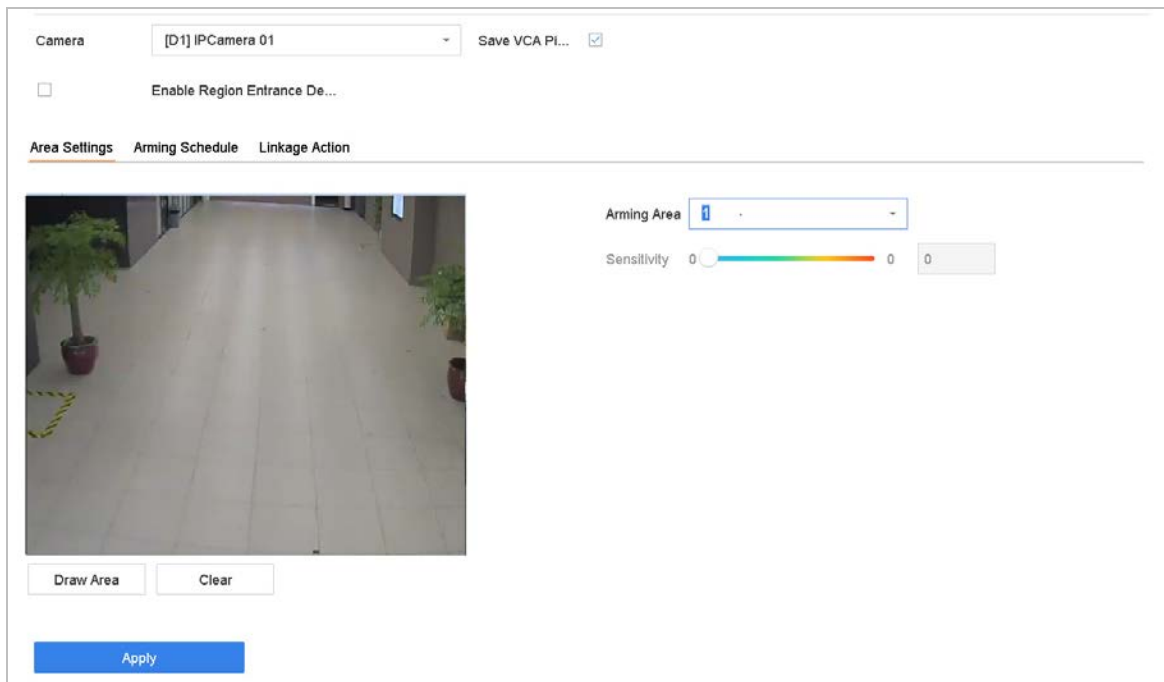 Camera [D1] IPCamera 01 Save VCA Pi...
Enable Region Entrance De...
Area Settings Arming Schedule Linkage Action
Arming Area 1
Sensitivity 0 0 0
Draw Area Clear
Apply